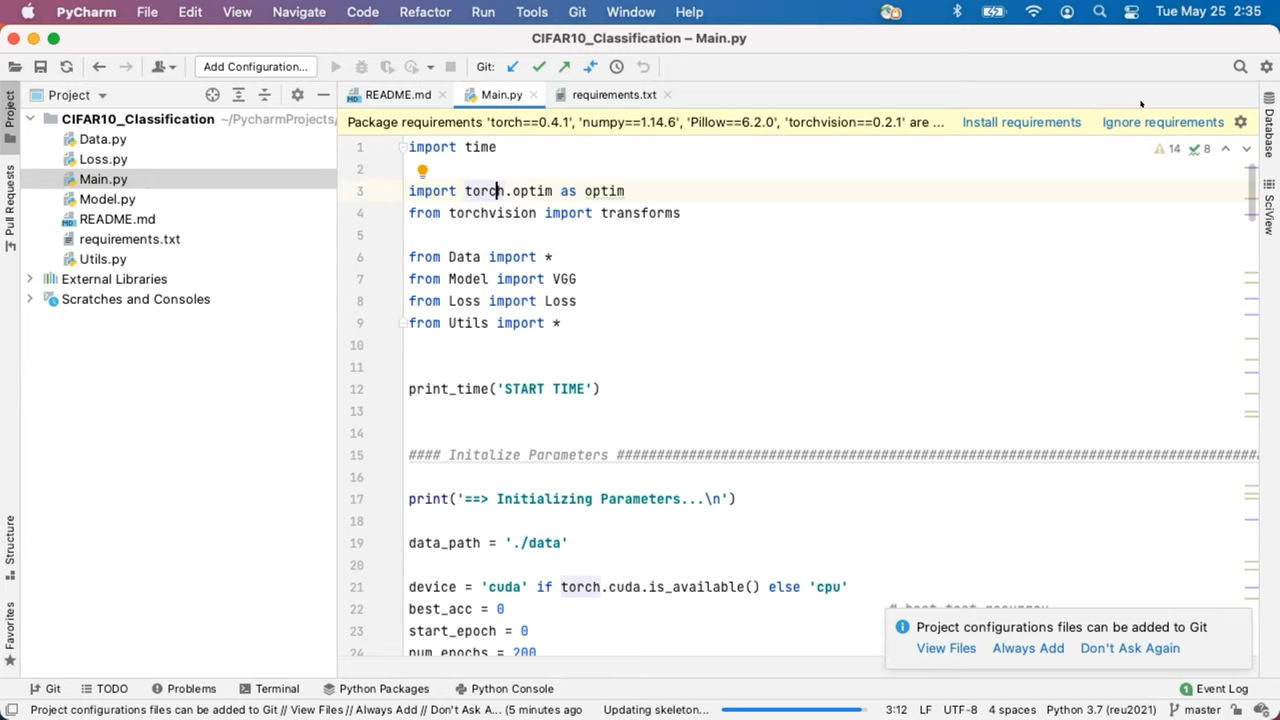 PyCharm File Edit View Navigate Code Refactor Run Tools Git Window Help Tue May 25 2:35
CIFAR10_Classification – Main.py
Add Configuration... Git:
Project
README.md Main.py requirements.txt
Package requirements 'torch==0.4.1', 'numpy==1.14.6', 'Pillow==6.2.0', 'torchvision==0.2.1' are ... Install requirements Ignore requirements
14 8
Project
Pull Requests
Structure
Favorites
CIFAR10_Classification ~/PycharmProjects/
Data.py
Loss.py
Main.py
Model.py
README.md
requirements.txt
Utils.py
External Libraries
Scratches and Consoles
1 import time
2
3 import torch.optim as optim
4 from torchvision import transforms
5
6 from Data import *
7 from Model import VGG
8 from Loss import Loss
9 from Utils import *
10
11
12 print_time('START TIME')
13
14
15 #### Initalize Parameters ################################################################################
16
17 print('==> Initializing Parameters...\n')
18
19 data_path = './data'
20
21 device = 'cuda' if torch.cuda.is_available() else 'cpu'
22 best_acc = 0 # best test accuracy
23 start_epoch = 0
24 num_epochs = 200
Database
SciView
Project configurations files can be added to Git
View Files Always Add Don't Ask Again
Git TODO Problems Terminal Python Packages Python Console 1 Event Log
Project configurations files can be added to Git // View Files // Always Add // Don't Ask A... (5 minutes ago Updating skeleton... 3:12 LF UTF-8 4 spaces Python 3.7 (reu2021) master